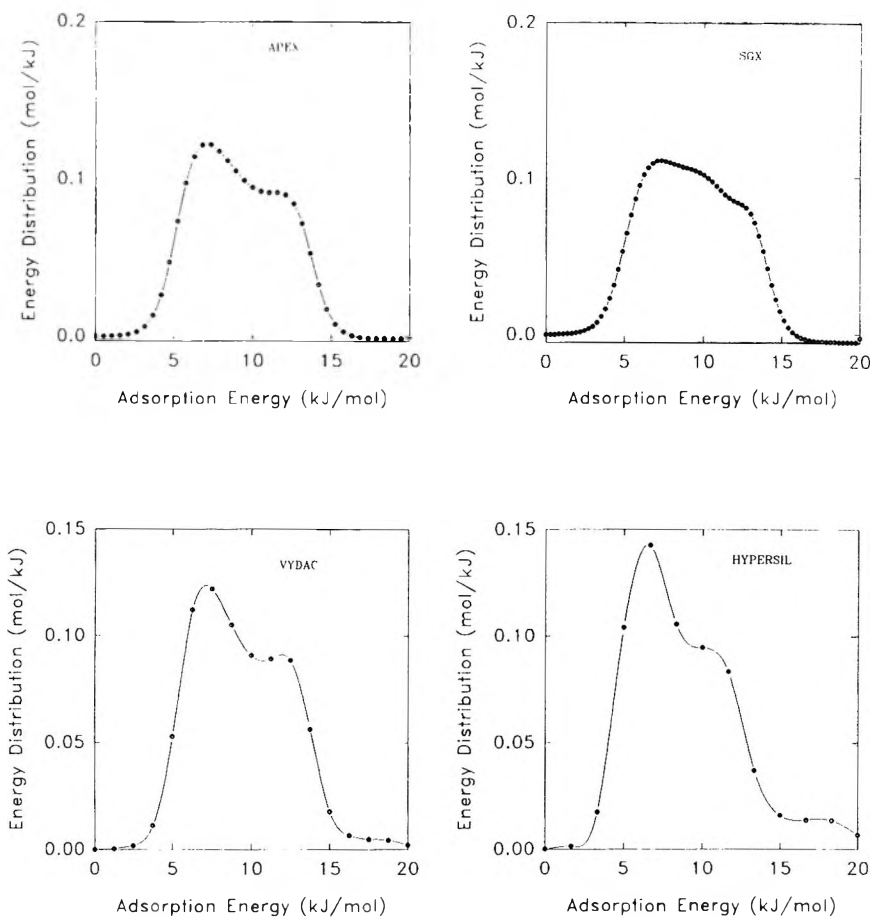 0.2
0.1
0.0
Energy Distribution (mol/kJ)
APEX
0 5 10 15 20
Adsorption Energy (kJ/mol)
0.2
0.1
0.0
Energy Distribution (mol/kJ)
SGX
0 5 10 15 20
Adsorption Energy (kJ/mol)
0.15
0.10
0.05
0.00
Energy Distribution (mol/kJ)
VYDAC
0 5 10 15 20
Adsorption Energy (kJ/mol)
0.15
0.10
0.05
0.00
Energy Distribution (mol/kJ)
HYPERSIL
0 5 10 15 20
Adsorption Energy (kJ/mol)